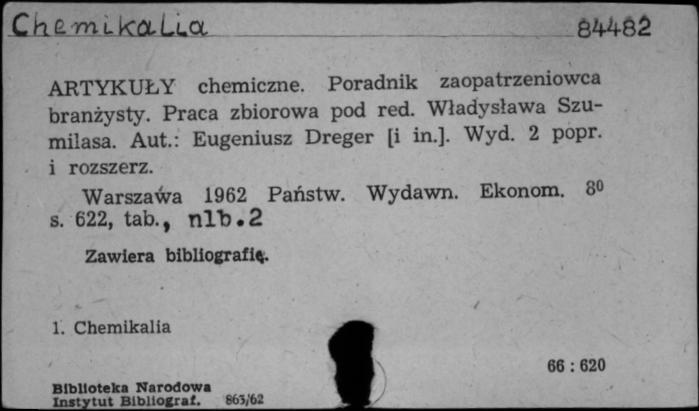 Chemikalia 84482
ARTYKUŁY chemiczne. Poradnik zaopatrzeniowca
branżysty. Praca zbiorowa pod red. Władysława Szu-
milasa. Aut.: Eugeniusz Dreger [i in.]. Wyd. 2 popr.
i rozszerz.
Warszawa 1962 Państw. Wydawn. Ekonom. 8⁰
s. 622, tab., nlb.2
Zawiera bibliografię.
1. Chemikalia
66 : 620
Biblioteka Narodowa
Instytut Bibliograf. 863/62